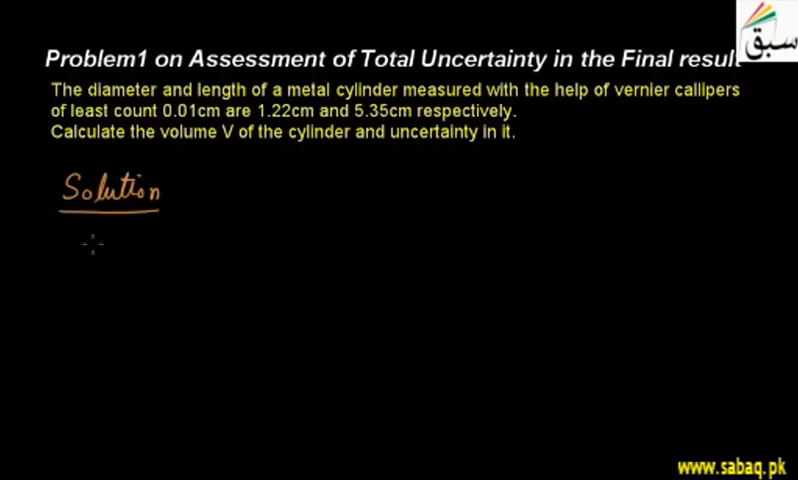 سبق
Problem1 on Assessment of Total Uncertainty in the Final result
The diameter and length of a metal cylinder measured with the help of vernier callipers
of least count 0.01cm are 1.22cm and 5.35cm respectively.
Calculate the volume V of the cylinder and uncertainty in it.
Solution
www.sabaq.pk